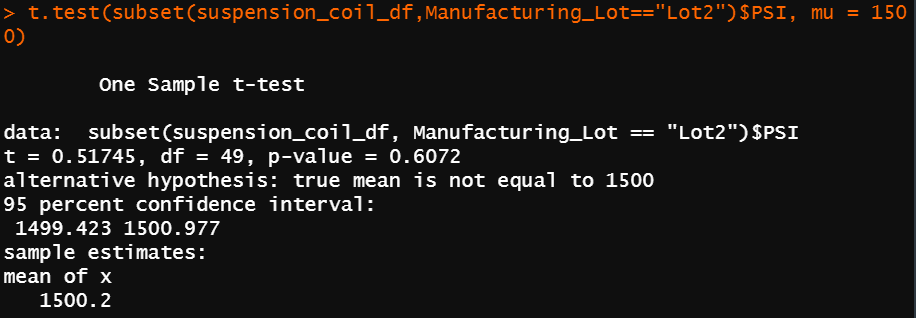 > t.test(subset(suspension_coil_df,Manufacturing_Lot=="Lot2")$PSI, mu = 150
0)
One Sample t-test
data:  subset(suspension_coil_df, Manufacturing_Lot == "Lot2")$PSI
t = 0.51745, df = 49, p-value = 0.6072
alternative hypothesis: true mean is not equal to 1500
95 percent confidence interval:
 1499.423 1500.977
sample estimates:
mean of x
   1500.2